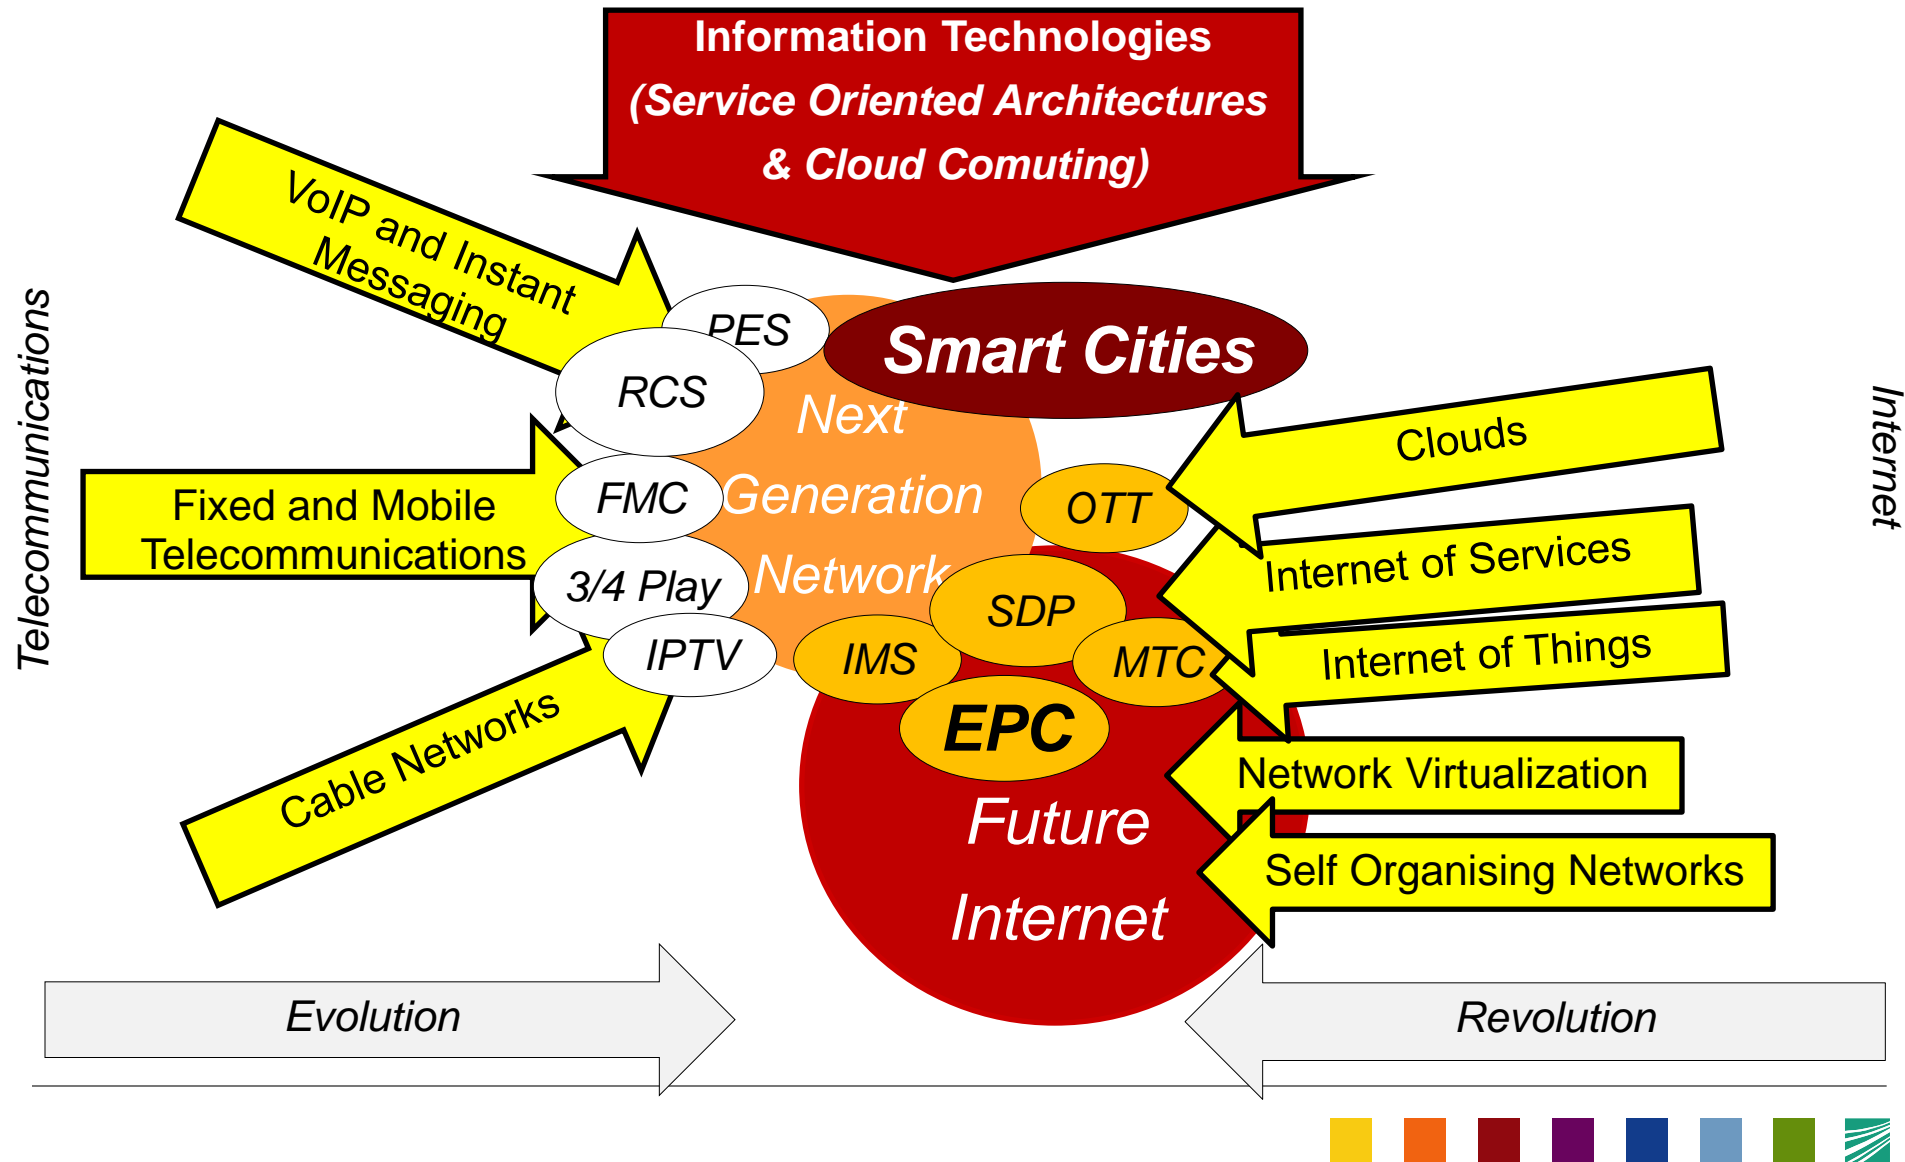 Information Technologies
(Service Oriented Architectures
& Cloud Comuting)
VoIP and Instant
Messaging
Telecommunications
Internet
PES
Smart Cities
RCS
Next
Generation
Network
Clouds
Fixed and Mobile
Telecommunications
FMC
OTT
Internet of Services
3/4 Play
SDP
IPTV
IMS
MTC
Internet of Things
EPC
Cable Networks
Network Virtualization
Future
Internet
Self Organising Networks
Evolution
Revolution